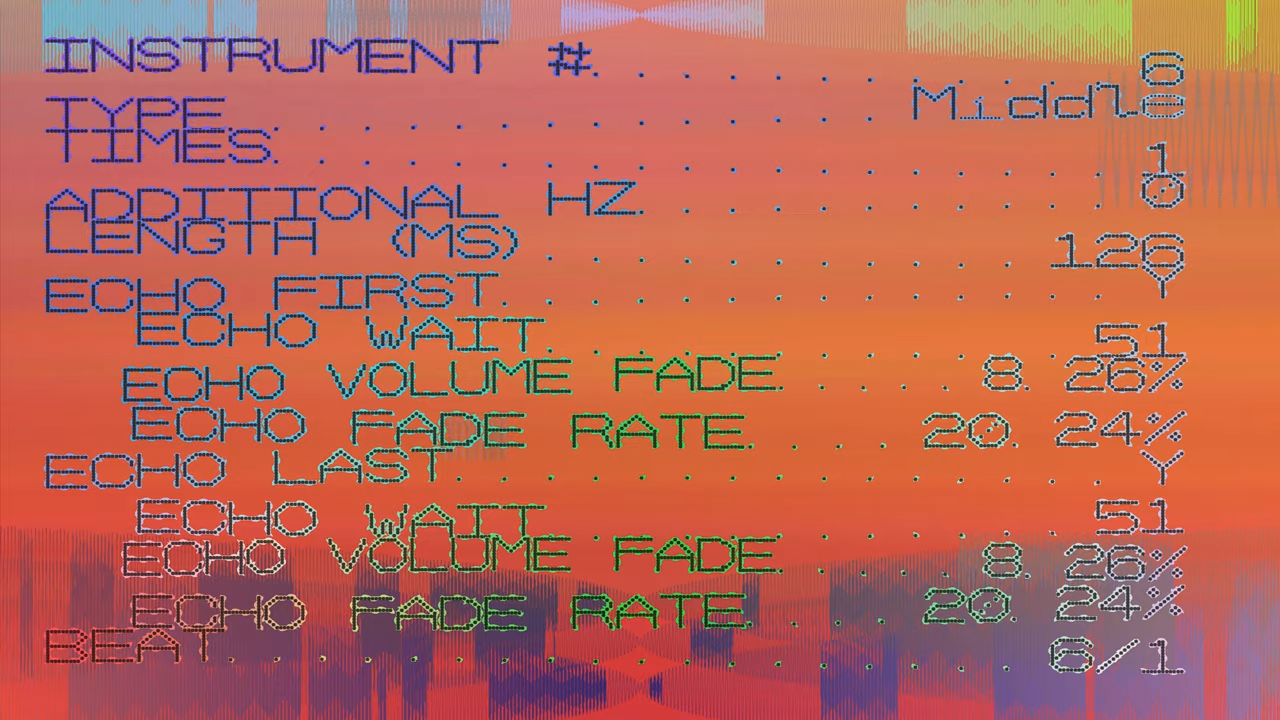 INSTRUMENT #. . . . . . . . . . . . . 6
TYPE. . . . . . . . . . . . . . Middle
TIMES. . . . . . . . . . . . . . . . . . . 1
ADDITIONAL HZ. . . . . . . . . . . 0
LENGTH (MS) . . . . . . . . . . . . 126
ECHO FIRST. . . . . . . . . . . . . . Y
ECHO WAIT. . . . . . . . . . . . 51
ECHO VOLUME FADE. . . . . 8. 26%
ECHO FADE RATE. . . . 20. 24%
ECHO LAST. . . . . . . . . . . . . . . Y
ECHO WAIT. . . . . . . . . . . . 51
ECHO VOLUME FADE. . . . . 8. 26%
ECHO FADE RATE. . . . 20. 24%
BEAT. . . . . . . . . . . . . . . . . . 6/1